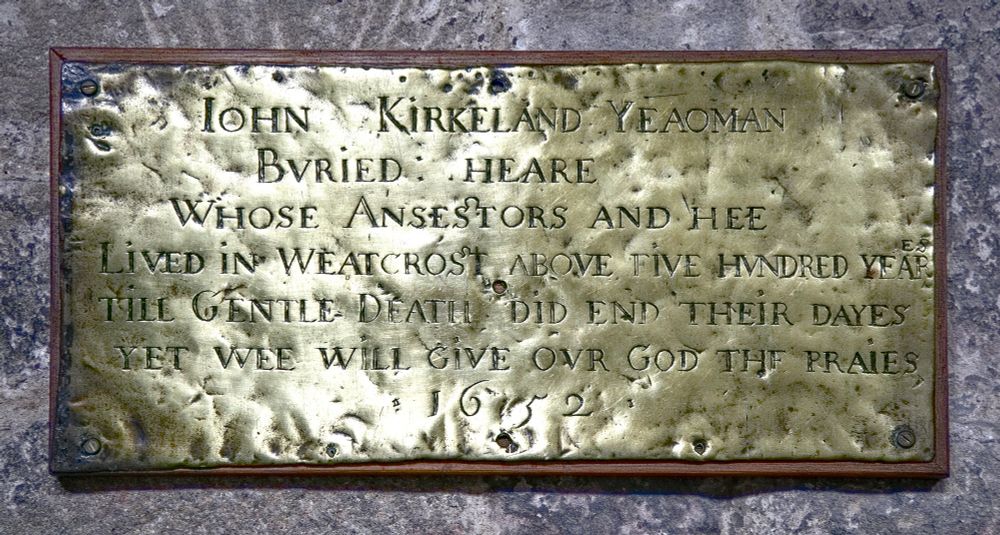 IOHN KIRKELAND YEAOMAN
BVRIED : HEARE
WHOSE ANSESTORS AND HEE
LIVED IN WEATCROST ABOVE FIVE HVNDRED YEARES
TILL GENTLE DEATH DID END THEIR DAYES
YET WEE WILL GIVE OVR GOD THE PRAIES
· 1652 ·